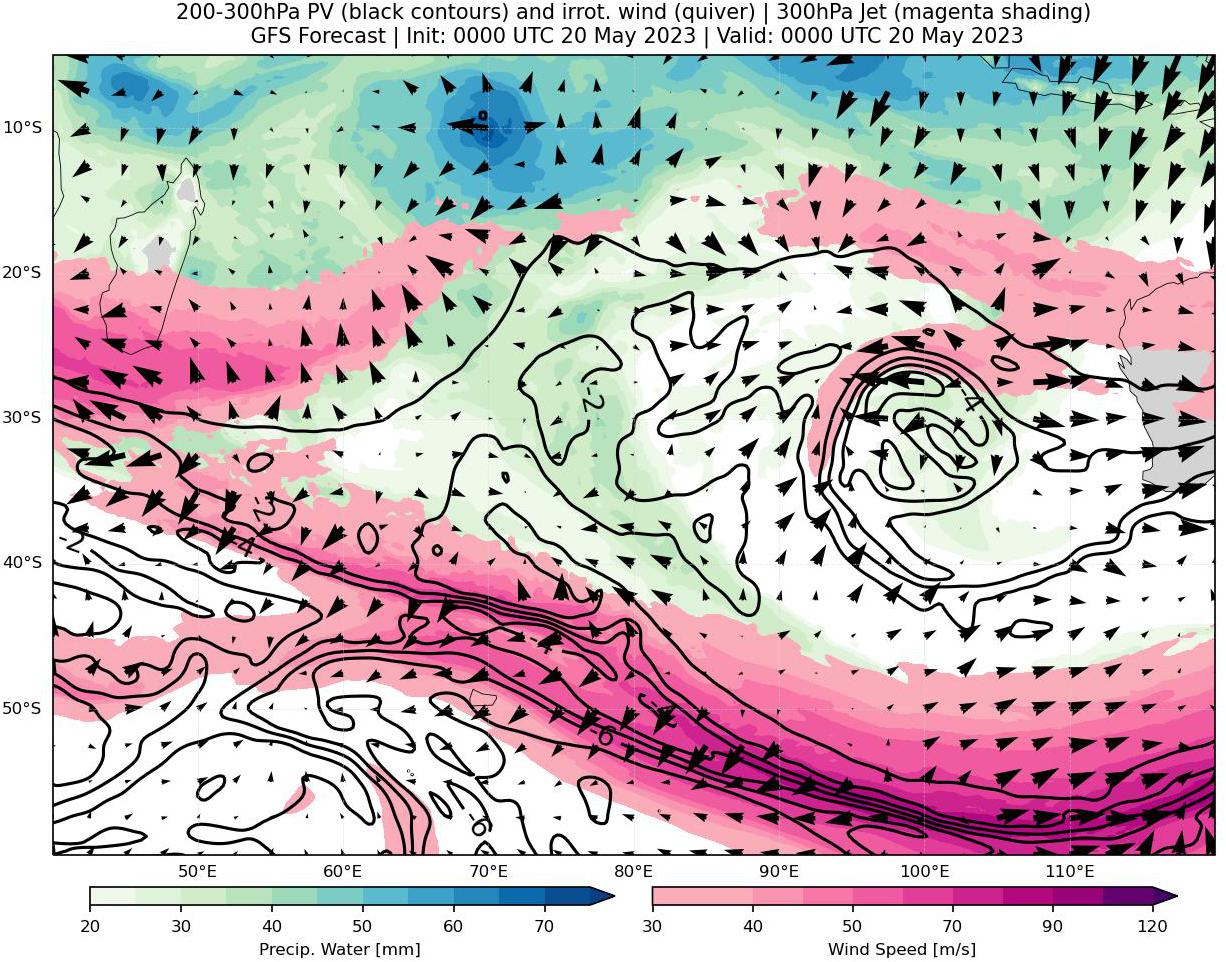 200-300hPa PV (black contours) and irrot. wind (quiver) | 300hPa Jet (magenta shading)
GFS Forecast | Init: 0000 UTC 20 May 2023 | Valid: 0000 UTC 20 May 2023
10°S
20°S
-2
-4
30°S
-2
-4
-2
40°S
-4
50°S
-6
-6
50°E 60°E 70°E 80°E 90°E 100°E 110°E
20 30 40 50 60 70
30 40 50 70 90 120
Precip. Water [mm]
Wind Speed [m/s]